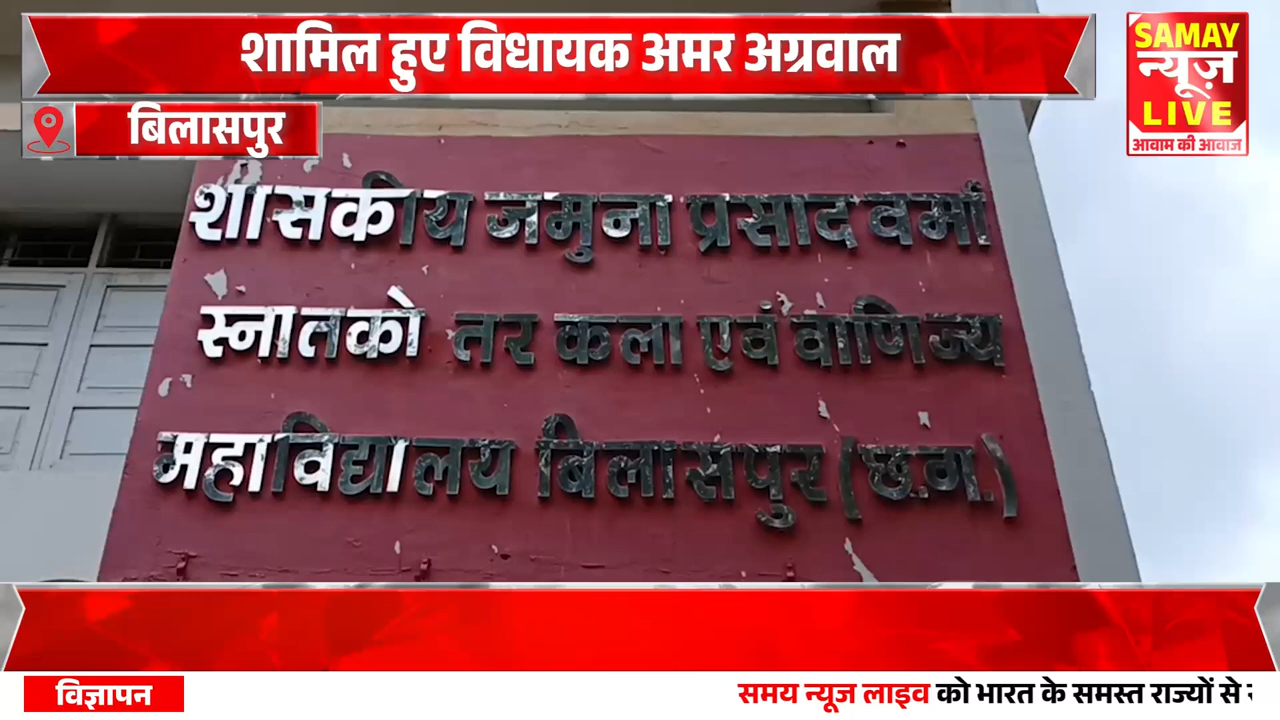 शामिल हुए विधायक अमर अग्रवाल
SAMAY
न्यूज़
LIVE
आवाम की आवाज
बिलासपुर
शासकीय जमुना प्रसाद वर्मा
स्नातको तर कला एवं वाणिज्य
महाविद्यालय बिलासपुर (छ.ग.)
विज्ञापन
समय न्यूज लाइव को भारत के समस्त राज्यों से